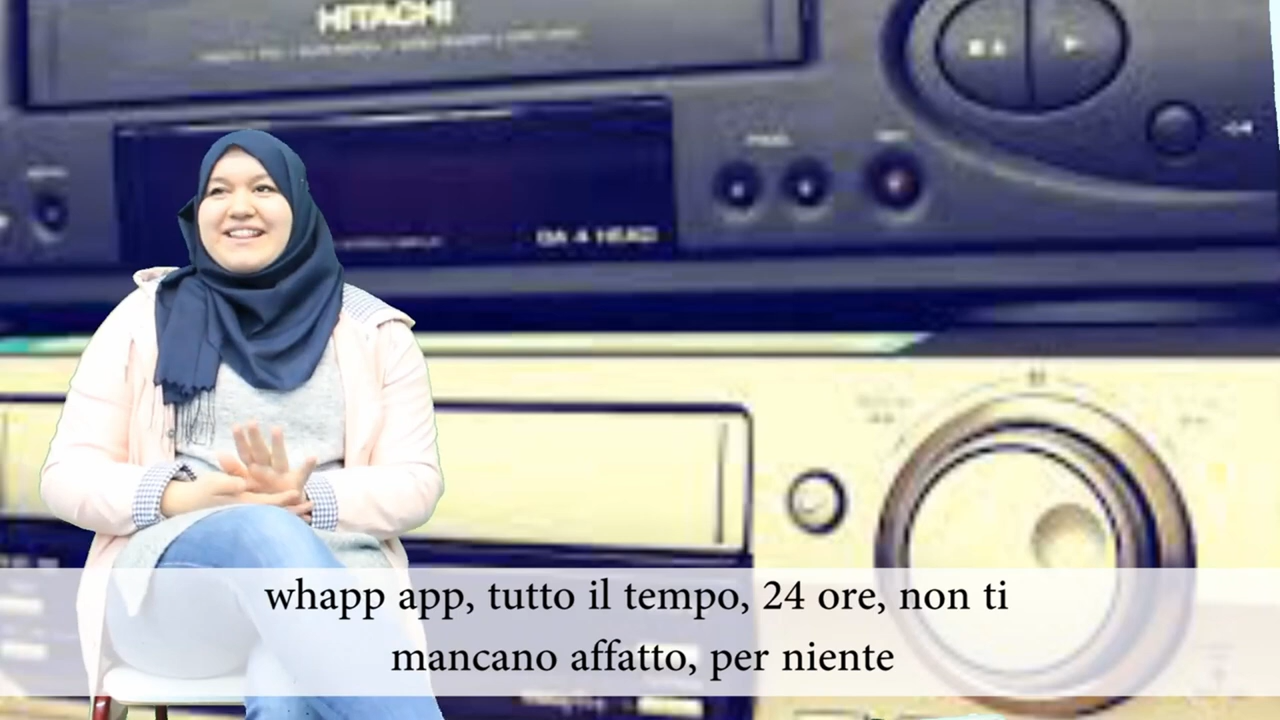 HITACHI
DA 4 HEAD
whapp app, tutto il tempo, 24 ore, non ti
mancano affatto, per niente